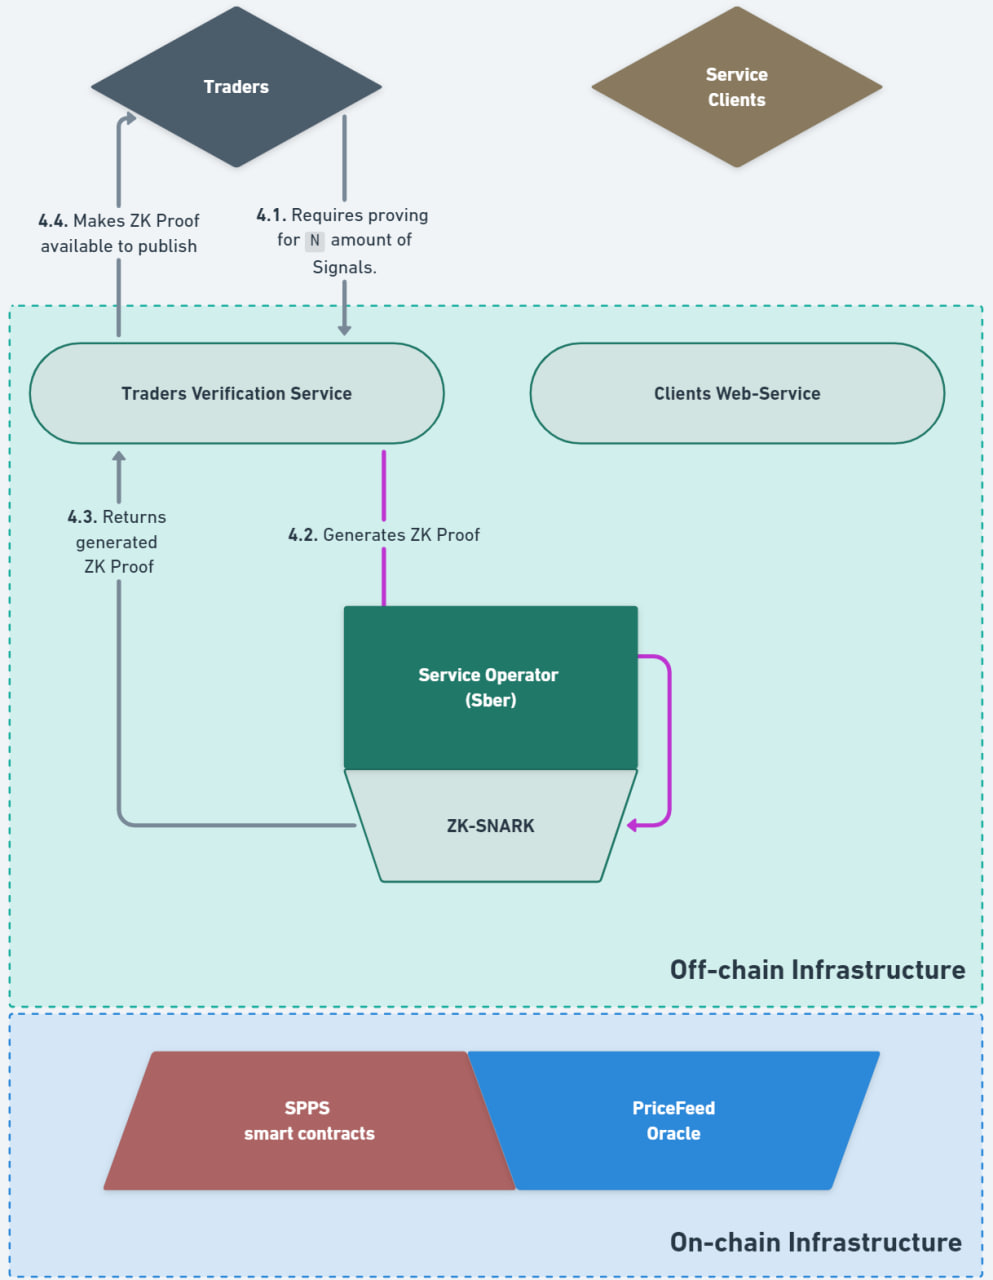 Traders
Service
Clients
4.4. Makes ZK Proof
available to publish
4.1. Requires proving
for N amount of
Signals.
Traders Verification Service
Clients Web-Service
4.3. Returns
generated
ZK Proof
4.2. Generates ZK Proof
Service Operator
(Sber)
ZK-SNARK
Off-chain Infrastructure
SPPS
smart contracts
PriceFeed
Oracle
On-chain Infrastructure